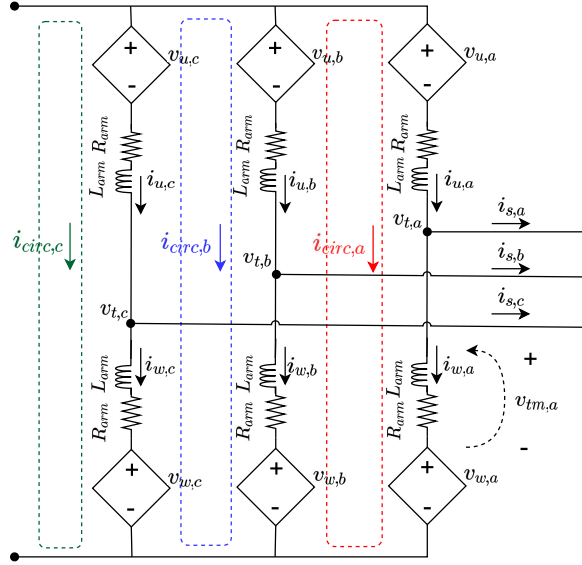 + v_{u,c} + v_{u,b} + v_{u,a}
- - -
L_{arm} R_{arm} L_{arm} R_{arm} L_{arm} R_{arm}
i_{u,c} i_{u,b} i_{u,a}
i_{s,a}
v_{t,a}
i_{circ,c} i_{circ,b} i_{circ,a}
i_{s,b}
v_{t,b}
i_{s,c}
v_{t,c}
i_{w,c} i_{w,b} i_{w,a} +
R_{arm} L_{arm} R_{arm} L_{arm} R_{arm} L_{arm}
v_{tm,a}
-
+ v_{w,c} + v_{w,b} + v_{w,a}
- - -